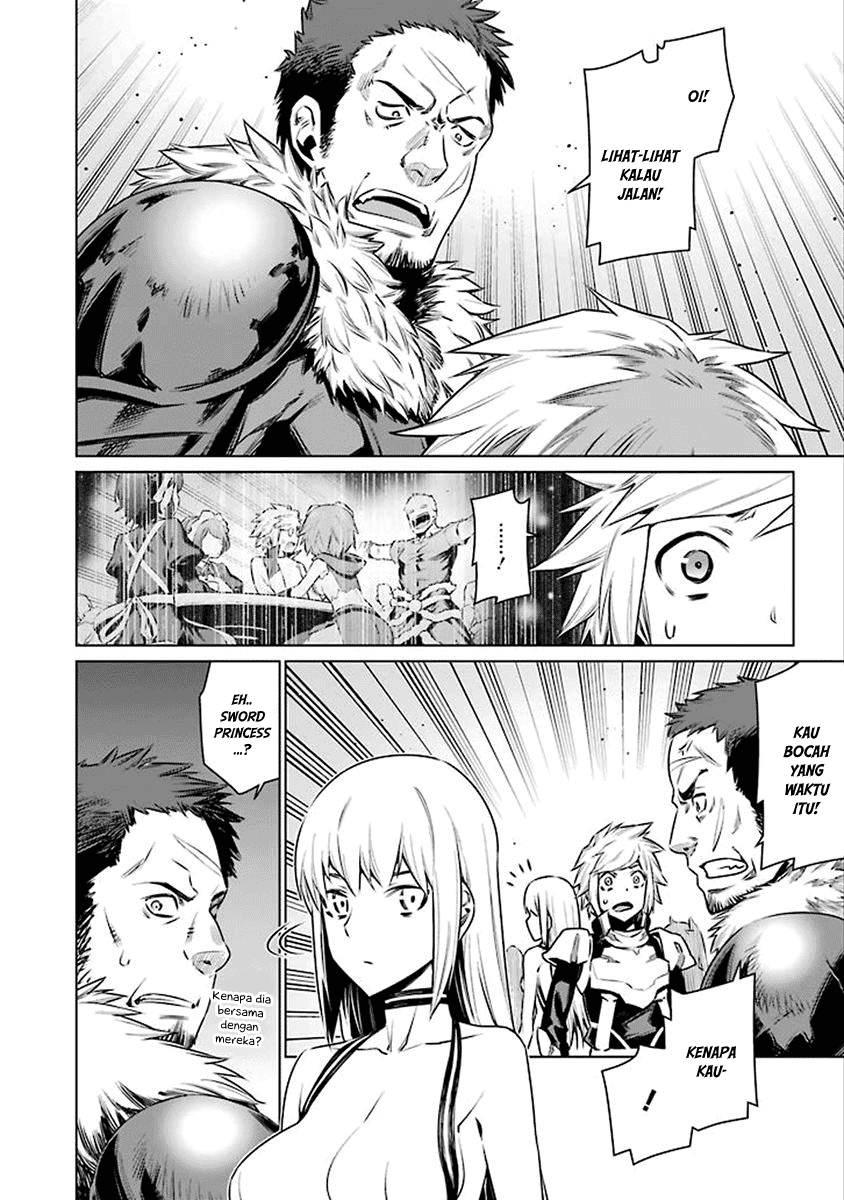 OI!
LIHAT-LIHAT
KALAU
JALAN!
......!
KAU
BOCAH
YANG
WAKTU
ITU!
KENAPA
KAU-
!
EH..
SWORD
PRINCESS
...?
Kenapa dia
bersama
dengan
mereka?